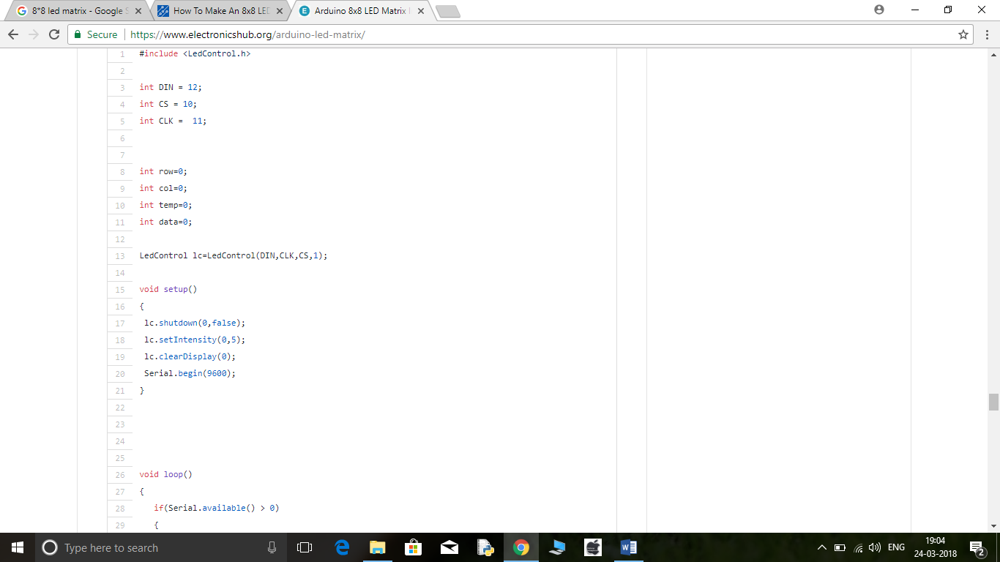 8*8 led matrix - Google S
How To Make An 8x8 LED
Arduino 8x8 LED Matrix
Secure https://www.electronicshub.org/arduino-led-matrix/
1 #include <LedControl.h>
2
3 int DIN = 12;
4 int CS = 10;
5 int CLK =  11;
6
7
8 int row=0;
9 int col=0;
10 int temp=0;
11 int data=0;
12
13 LedControl lc=LedControl(DIN,CLK,CS,1);
14
15 void setup()
16 {
17  lc.shutdown(0,false);
18  lc.setIntensity(0,5);
19  lc.clearDisplay(0);
20  Serial.begin(9600);
21 }
22
23
24
25
26 void loop()
27 {
28    if(Serial.available() > 0)
29    {
Type here to search
ENG
19:04
24-03-2018
2